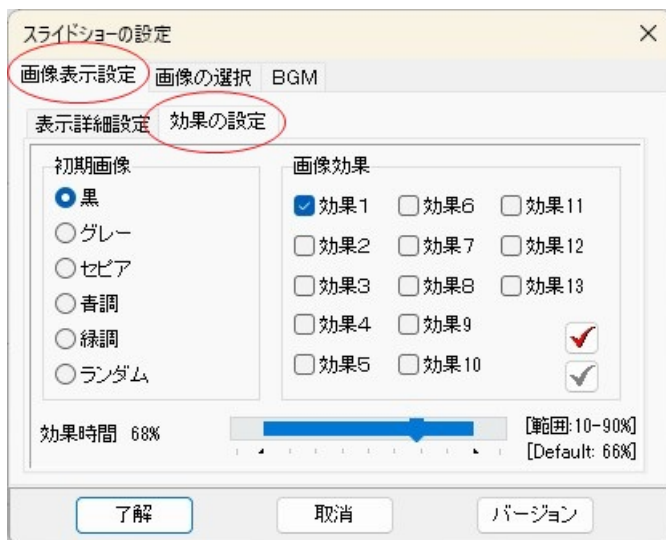 スライドショーの設定
画像表示設定 画像の選択 BGM
表示詳細設定 効果の設定
初期画像
黒
グレー
セピア
青調
緑調
ランダム
画像効果
効果1 効果6 効果11
効果2 効果7 効果12
効果3 効果8 効果13
効果4 効果9
効果5 効果10
効果時間 68%
[範囲:10-90%]
[Default: 66%]
了解 取消 バージョン